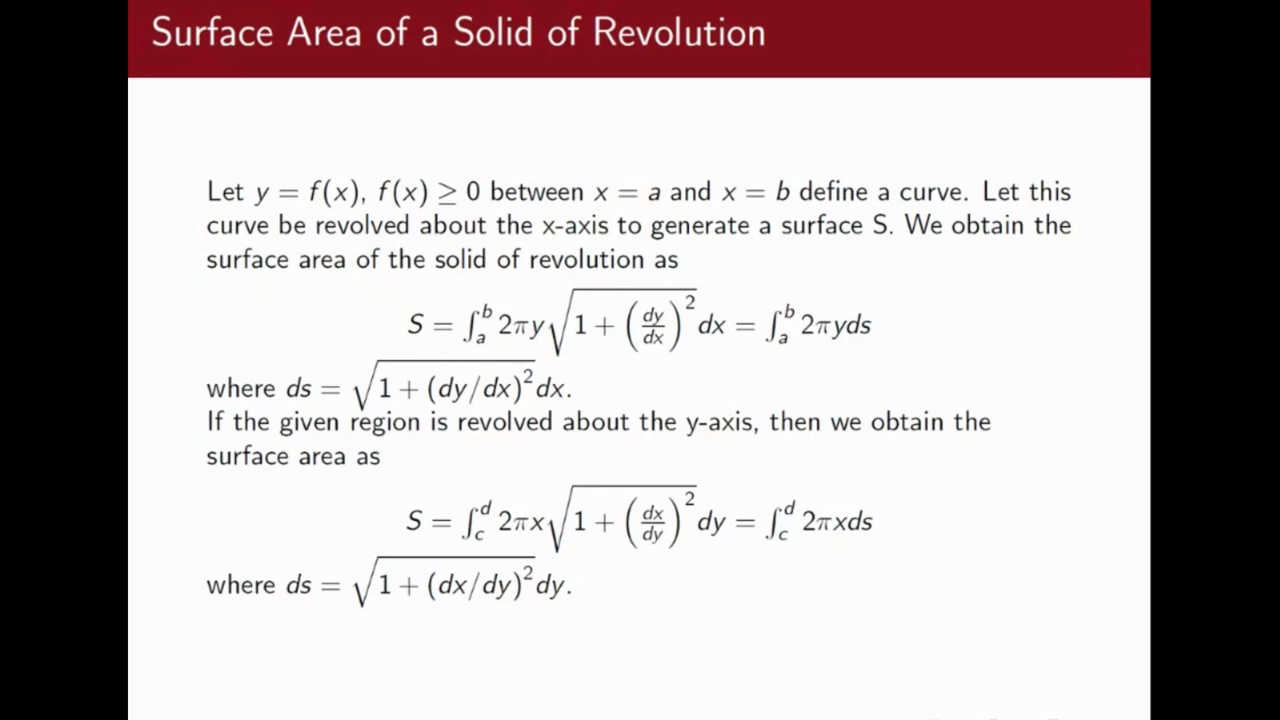 Surface Area of a Solid of Revolution
Let y = f(x), f(x) ≥ 0 between x = a and x = b define a curve. Let this
curve be revolved about the x-axis to generate a surface S. We obtain the
surface area of the solid of revolution as
S = ∫_a^b 2πy√(1 + (dy/dx)^2) dx = ∫_a^b 2πyds
where ds = √(1 + (dy/dx)^2) dx.
If the given region is revolved about the y-axis, then we obtain the
surface area as
S = ∫_c^d 2πx√(1 + (dx/dy)^2) dy = ∫_c^d 2πxds
where ds = √(1 + (dx/dy)^2) dy.